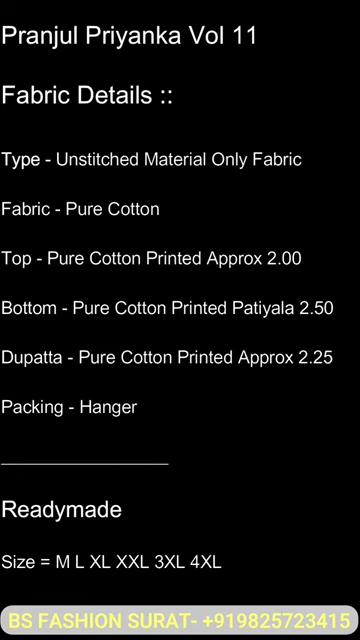 Pranjul Priyanka Vol 11
Fabric Details ::
Type - Unstitched Material Only Fabric
Fabric - Pure Cotton
Top - Pure Cotton Printed Approx 2.00
Bottom - Pure Cotton Printed Patiyala 2.50
Dupatta - Pure Cotton Printed Approx 2.25
Packing - Hanger
___________________
Readymade
Size = M L XL XXL 3XL 4XL
BS FASHION SURAT- +919825723415